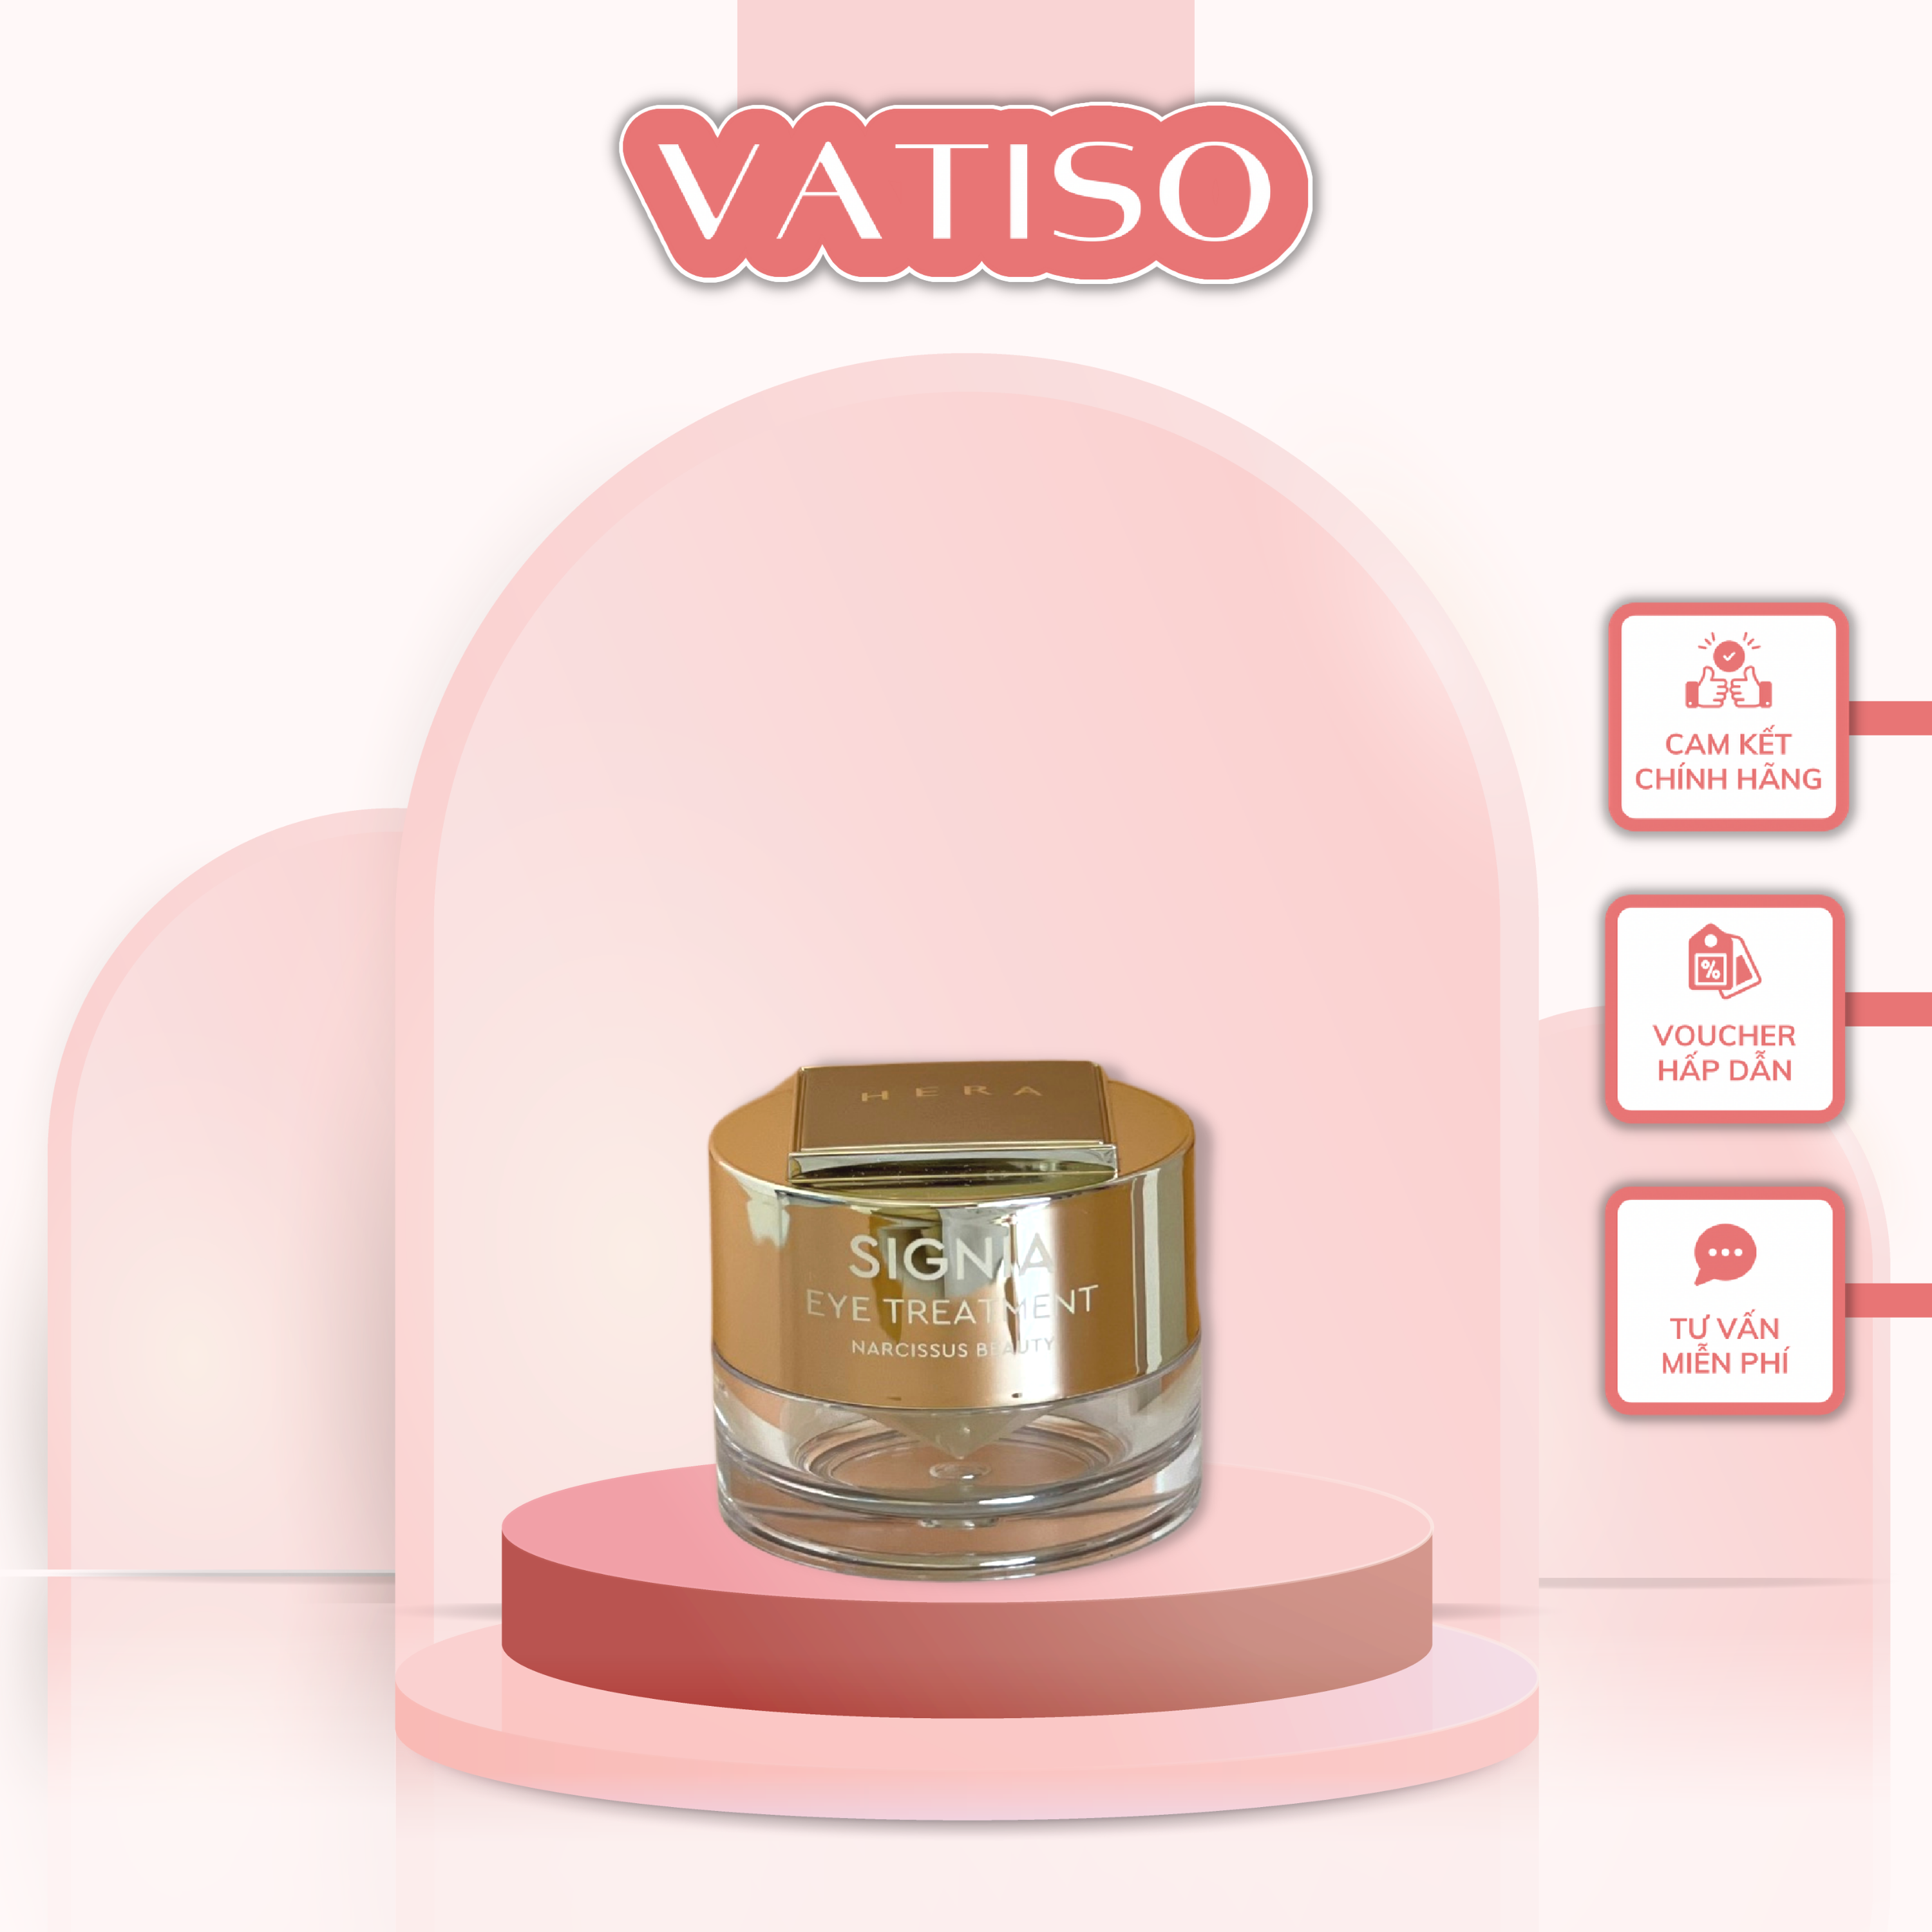 VATISO
CAM KẾT
CHÍNH HÃNG
VOUCHER
HẤP DẪN
TƯ VẤN
MIỄN PHÍ
HERA
SIGNIA
EYE TREATMENT
NARCISSUS BEAUTY